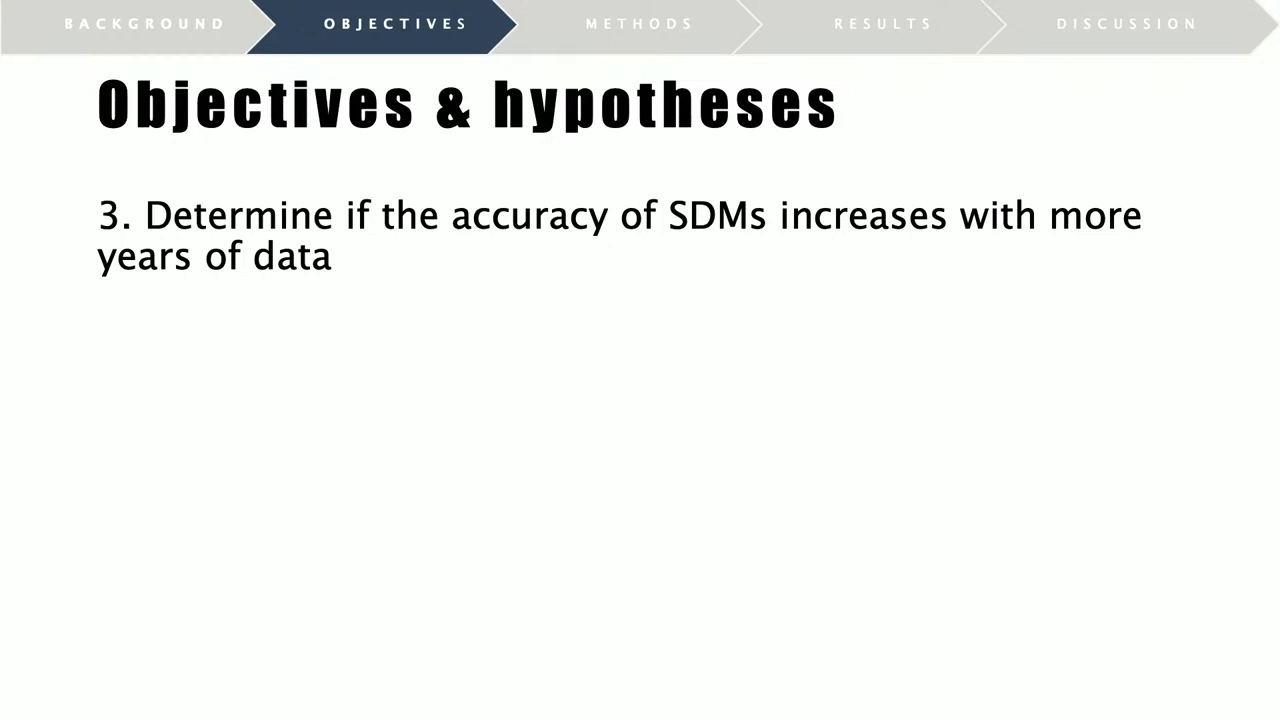 BACKGROUND
OBJECTIVES
METHODS
RESULTS
DISCUSSION
Objectives & hypotheses
3. Determine if the accuracy of SDMs increases with more
years of data